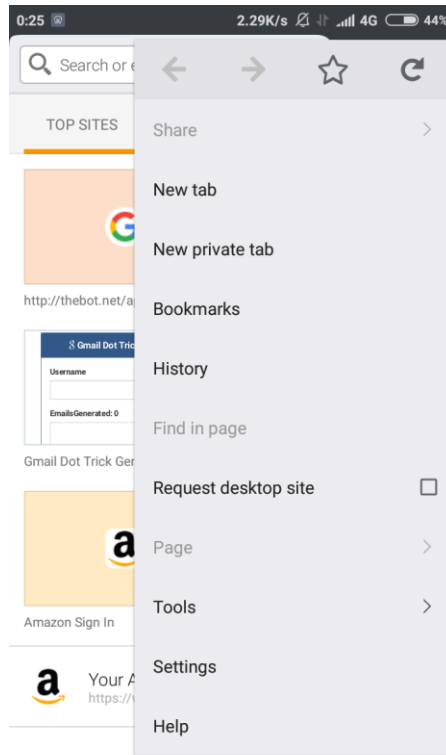 0:25 2.29K/s 4G 44%
Search or e
TOP SITES
http://thebot.net/a
8 Gmail Dot Tric
Username
EmailsGenerated: 0
Gmail Dot Trick Ger
Amazon Sign In
Your A
https://w
Share
New tab
New private tab
Bookmarks
History
Find in page
Request desktop site
Page
Tools
Settings
Help